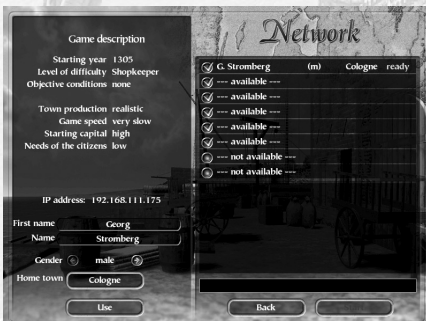 Game description
Starting year 1305
Level of difficulty Shopkeeper
Objective conditions none
Town production realistic
Game speed very slow
Starting capital high
Needs of the citizens low
IP address: 192.168.111.175
First name Georg
Name Stromberg
Gender male
Home town Cologne
Use
Network
G. Stromberg (m) Cologne ready
--- available ---
--- available ---
--- available ---
--- available ---
--- available ---
--- not available ---
--- not available ---
Back